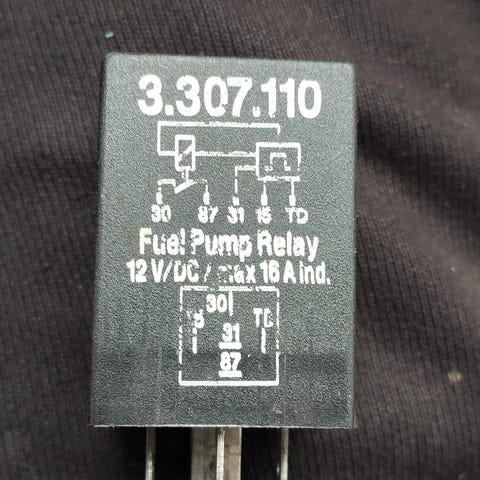 3.307.110
30 87 31 15 TD
Fuel Pump Relay
12 V/DC / max 16 A ind.
30
15 TD
31
87